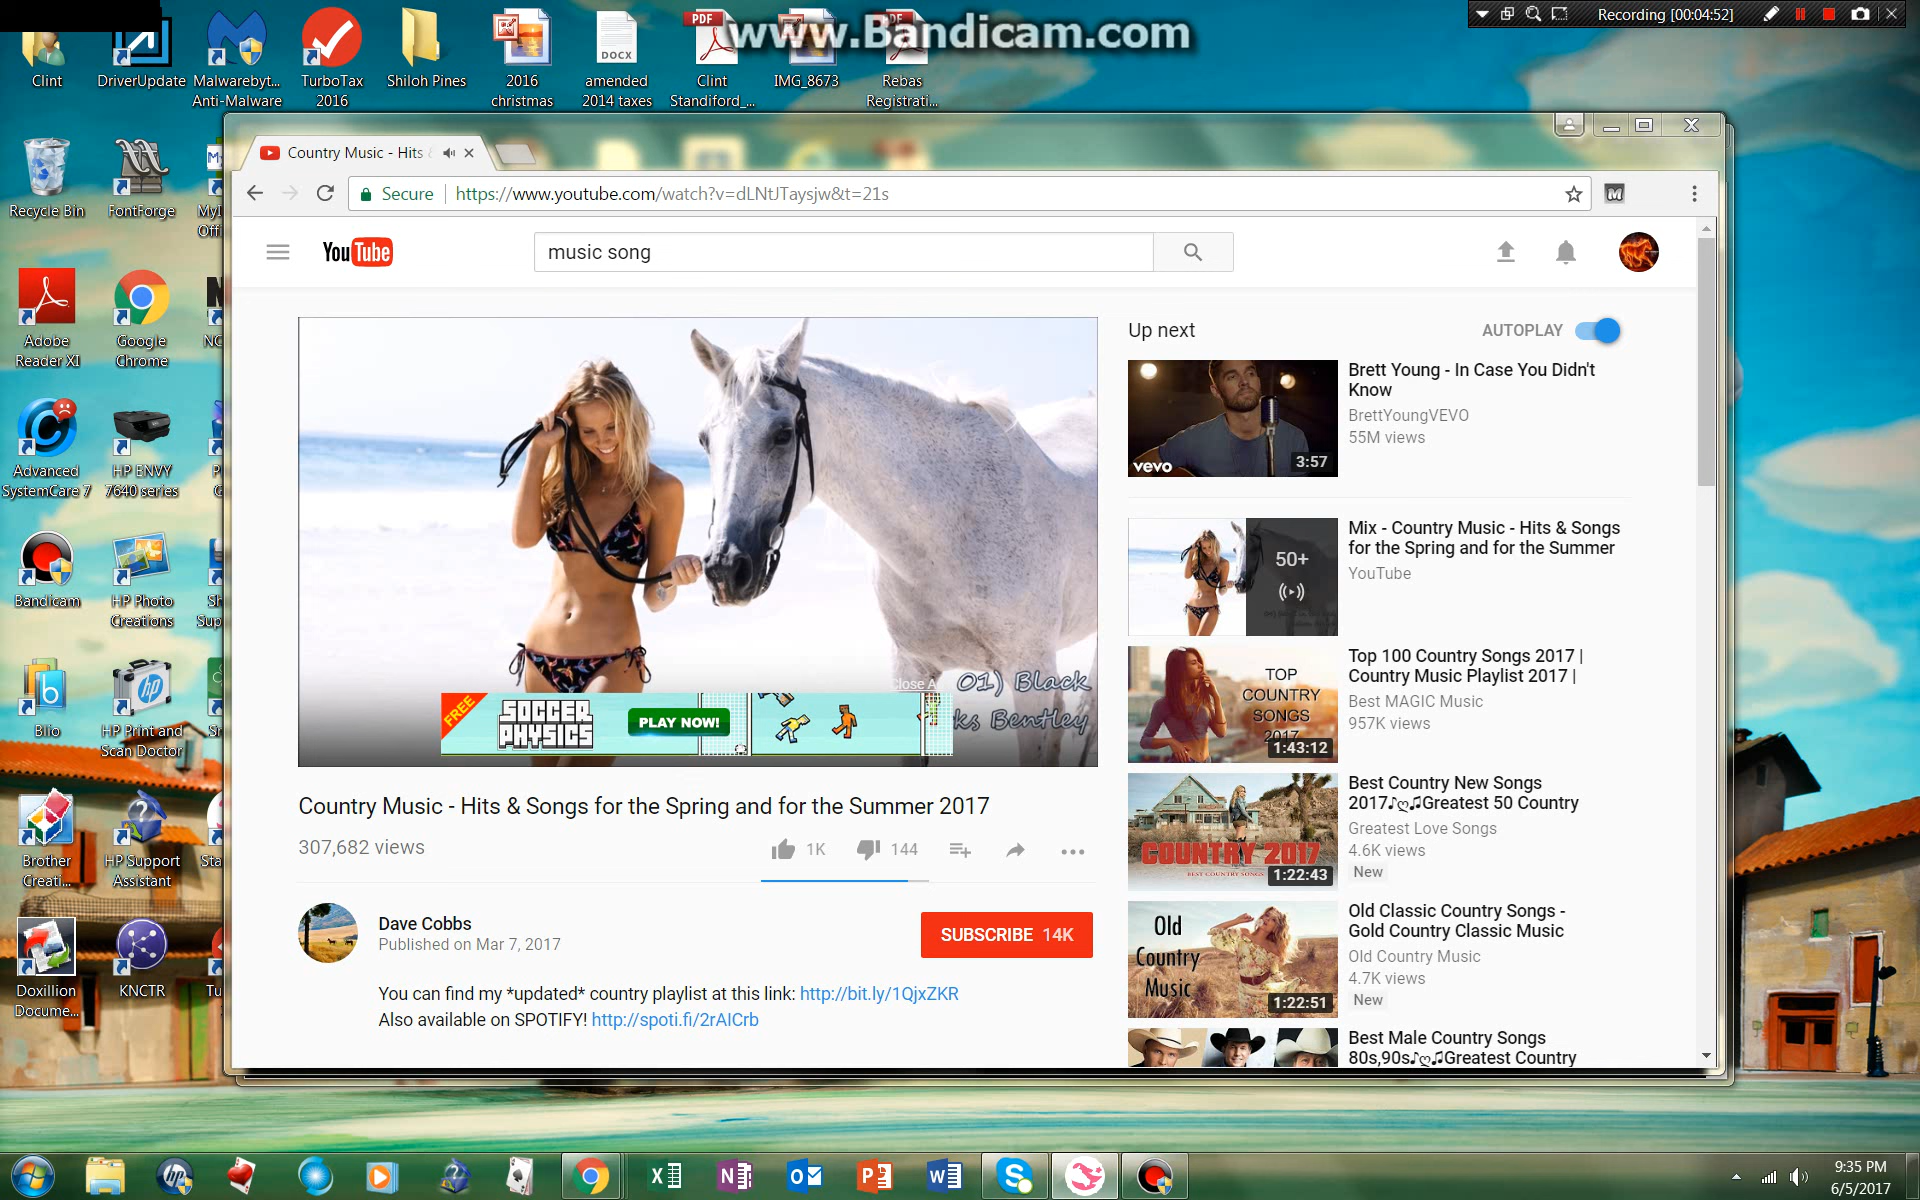 www.Bandicam.com
Recording [00:04:52]
Clint
DriverUpdate
Malwarebyt...
Anti-Malware
TurboTax
2016
Shiloh Pines
2016
christmas
DOCX
amended
2014 taxes
PDF
Clint
Standiford_...
IMG_8673
PDF
Rebas
Registrati...
Recycle Bin
FontForge
Adobe
Reader XI
Google
Chrome
Advanced
SystemCare 7
HP ENVY
7640 series
Bandicam
HP Photo
Creations
Blio
HP Print and
Scan Doctor
Brother
Creati...
HP Support
Assistant
Doxillion
Docume...
KNCTR
Country Music - Hits
Secure
https://www.youtube.com/watch?v=dLNtJTaysjw&t=21s
YouTube
music song
01) Black
ks Bentley
Close A
FREE
SOCCER
PHYSICS
PLAY NOW!
Country Music - Hits & Songs for the Spring and for the Summer 2017
307,682 views
1K
144
Dave Cobbs
Published on Mar 7, 2017
SUBSCRIBE 14K
You can find my *updated* country playlist at this link: http://bit.ly/1QjxZKR
Also available on SPOTIFY! http://spoti.fi/2rAICrb
Up next
AUTOPLAY
vevo
3:57
Brett Young - In Case You Didn't
Know
BrettYoungVEVO
55M views
50+
Mix - Country Music - Hits & Songs
for the Spring and for the Summer
YouTube
TOP
COUNTRY
SONGS
2017
1:43:12
Top 100 Country Songs 2017 |
Country Music Playlist 2017 |
Best MAGIC Music
957K views
COUNTRY 2017
BEST COUNTRY SONGS
1:22:43
Best Country New Songs
2017♪ღ♫Greatest 50 Country
Greatest Love Songs
4.6K views
New
Old
Country
Music
1:22:51
Old Classic Country Songs -
Gold Country Classic Music
Old Country Music
4.7K views
New
Best Male Country Songs
80s,90s♪ღ♫Greatest Country
9:35 PM
6/5/2017